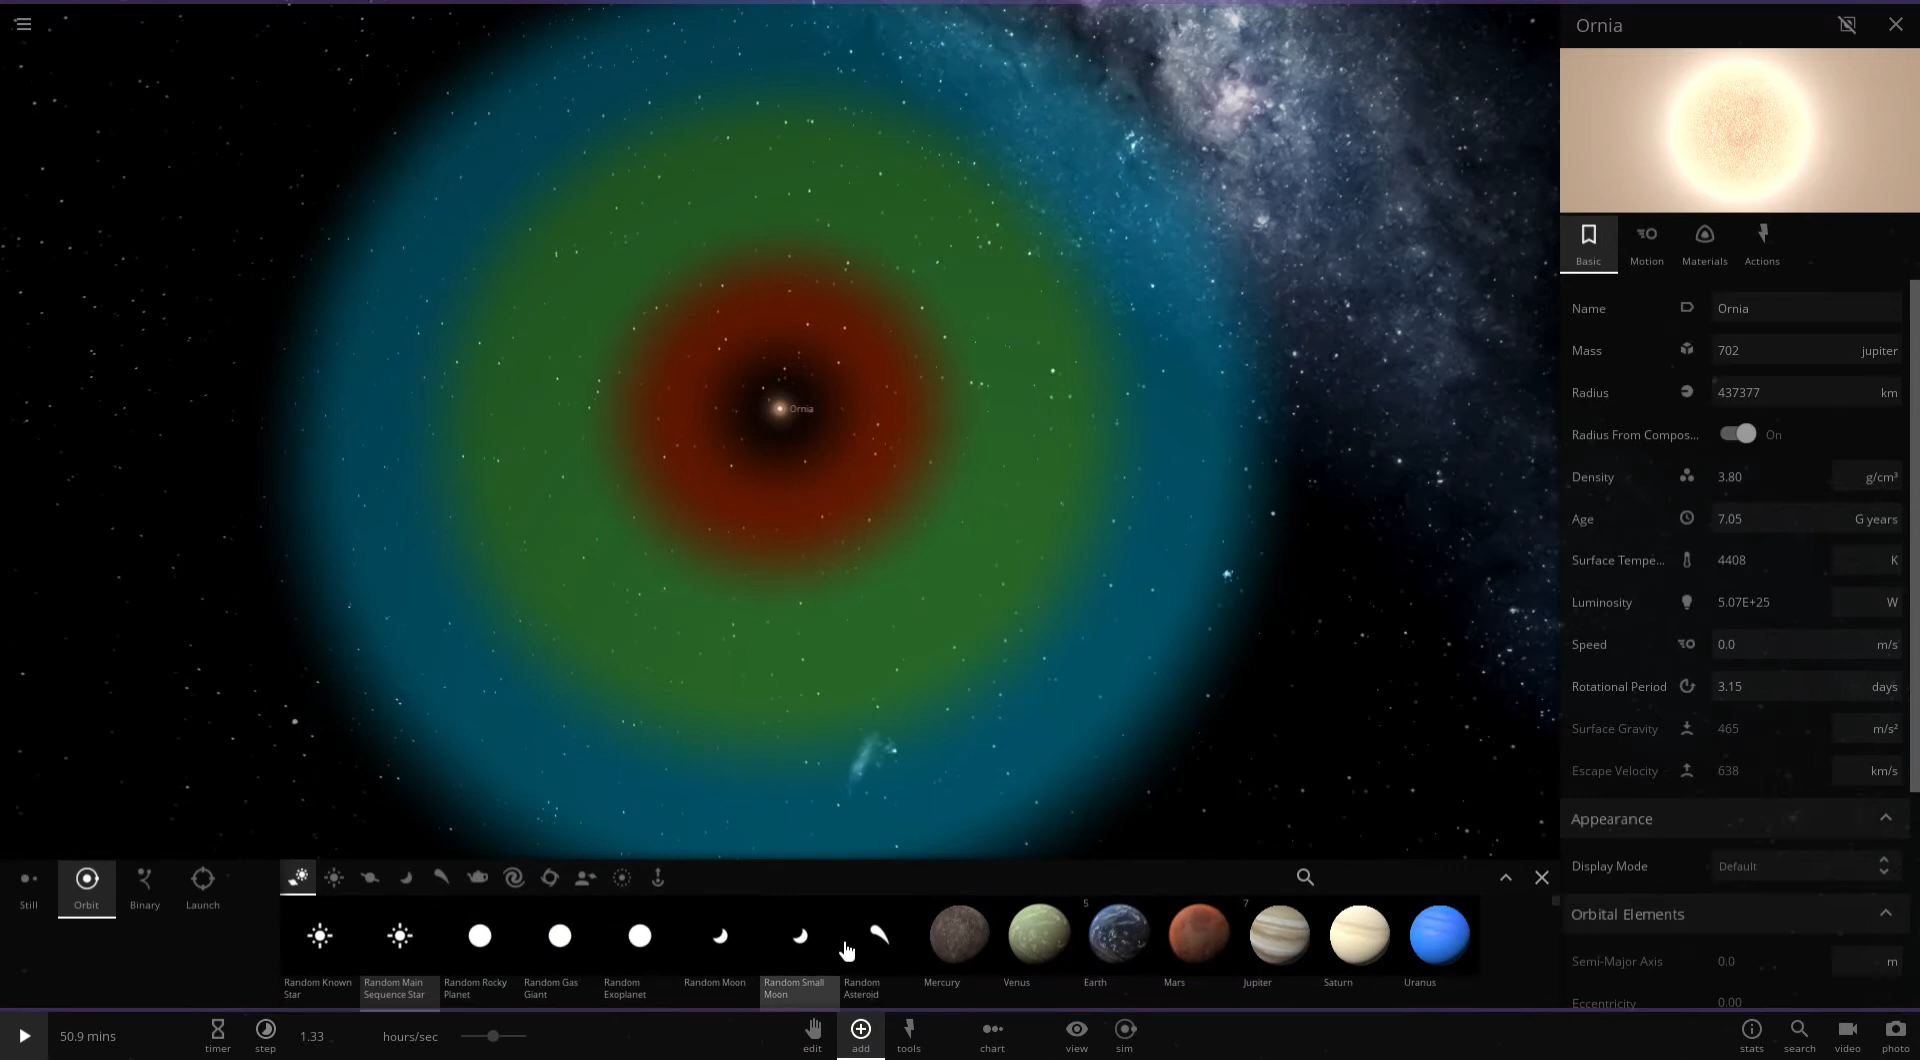 Ornia
Ornia
Basic
Motion
Materials
Actions
Name
Ornia
Mass
702
jupiter
Radius
437377
km
Radius From Compos...
On
Density
3.80
g/cm³
Age
7.05
G years
Surface Tempe...
4408
K
Luminosity
5.07E+25
W
Speed
0.0
m/s
Rotational Period
3.15
days
Surface Gravity
465
m/s²
Escape Velocity
638
km/s
Appearance
Display Mode
Default
Orbital Elements
Semi-Major Axis
0.0
m
Eccentricity
0.00
Still
Orbit
Binary
Launch
5
7
Random Known
Star
Random Main
Sequence Star
Random Rocky
Planet
Random Gas
Giant
Random
Exoplanet
Random Moon
Random Small
Moon
Random
Asteroid
Mercury
Venus
Earth
Mars
Jupiter
Saturn
Uranus
50.9 mins
timer
step
1.33
hours/sec
edit
add
tools
chart
view
sim
stats
search
video
photo